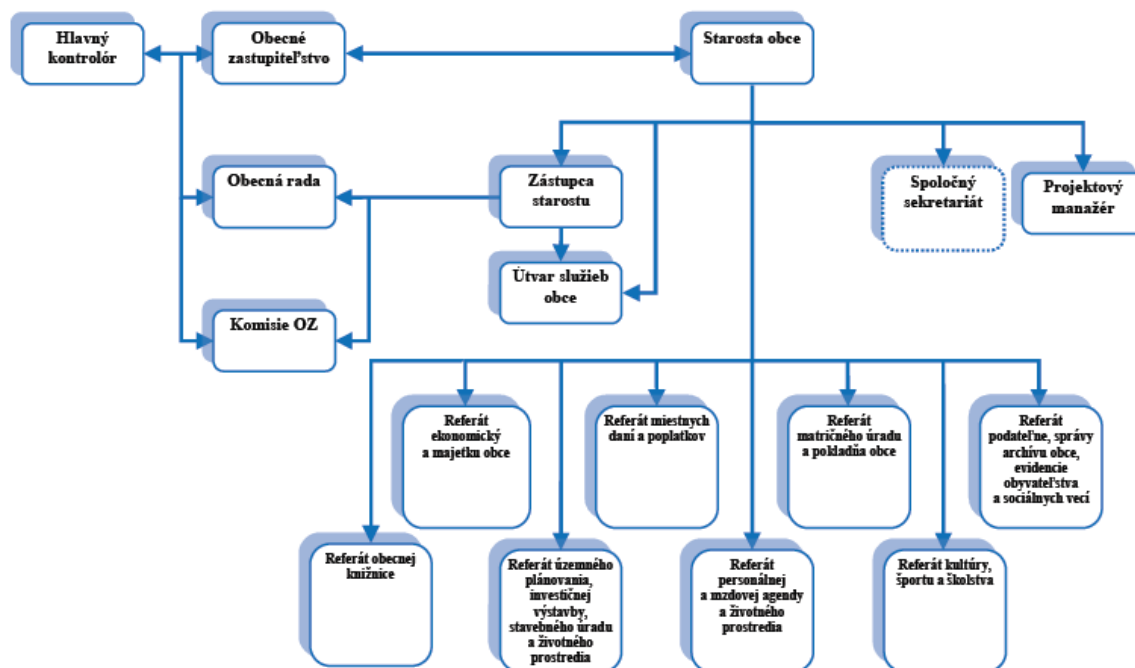 Hlavný
kontrolór
Obecné
zastupiteľstvo
Starosta obce
Obecná rada
Zástupca
starostu
Spoločný
sekretariát
Projektový
manažér
Útvar služieb
obce
Komisie OZ
Referát
ekonomický
a majetku obce
Referát miestnych
daní a poplatkov
Referát
matričného úradu
a pokladňa obce
Referát
podateľne, správy
archívu obce,
evidencie
obyvateľstva
a sociálnych vecí
Referát obecnej
knižnice
Referát územného
plánovania,
investičnej
výstavby,
stavebného úradu
a životného
prostredia
Referát
personálnej
a mzdovej agendy
a životného
prostredia
Referát kultúry,
športu a školstva